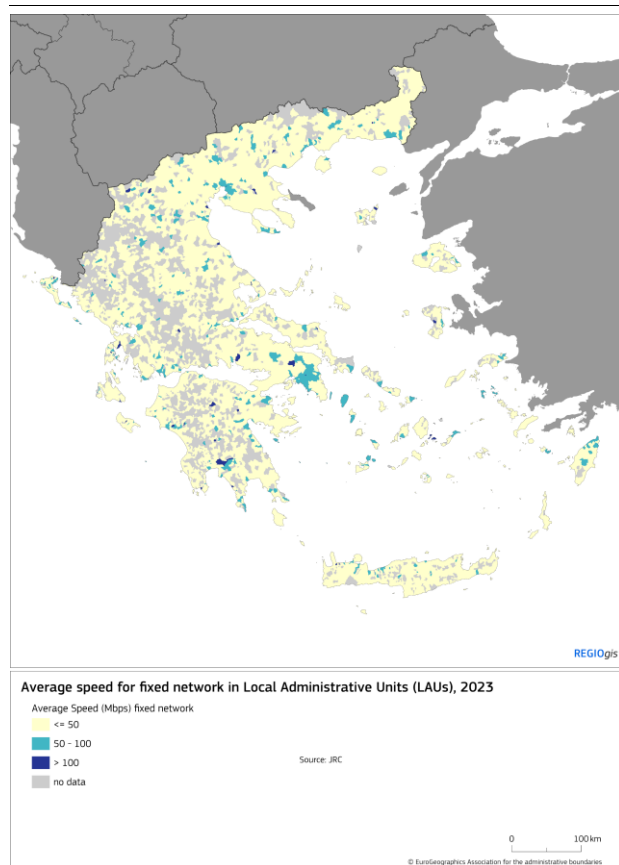 REGIOgis
Average speed for fixed network in Local Administrative Units (LAUs), 2023
Average Speed (Mbps) fixed network
<= 50
50 - 100
> 100
no data
Source: JRC
0 100 km
© EuroGeographics Association for the administrative boundaries